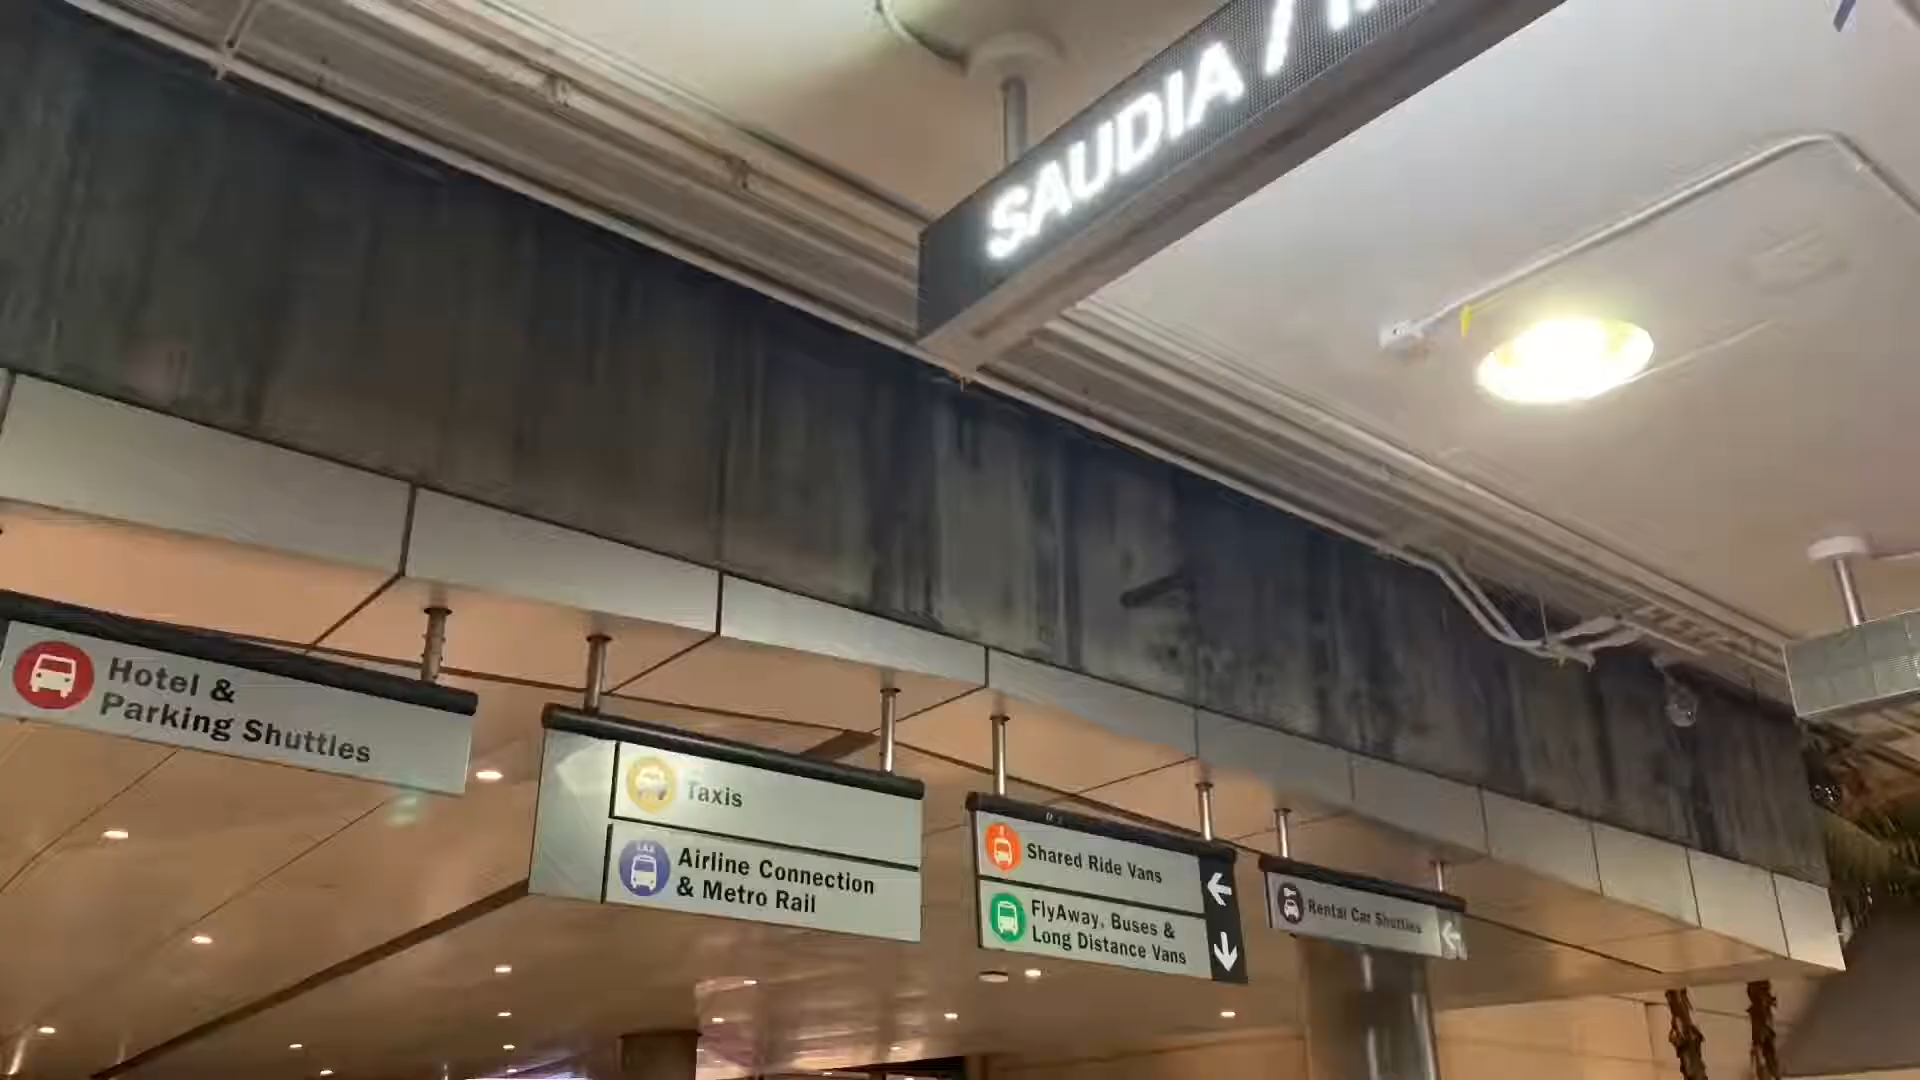 SAUDIA /
Hotel &
Parking Shuttles
Taxis
LAX
Airline Connection
& Metro Rail
Shared Ride Vans
FlyAway, Buses &
Long Distance Vans
Rental Car Shuttles